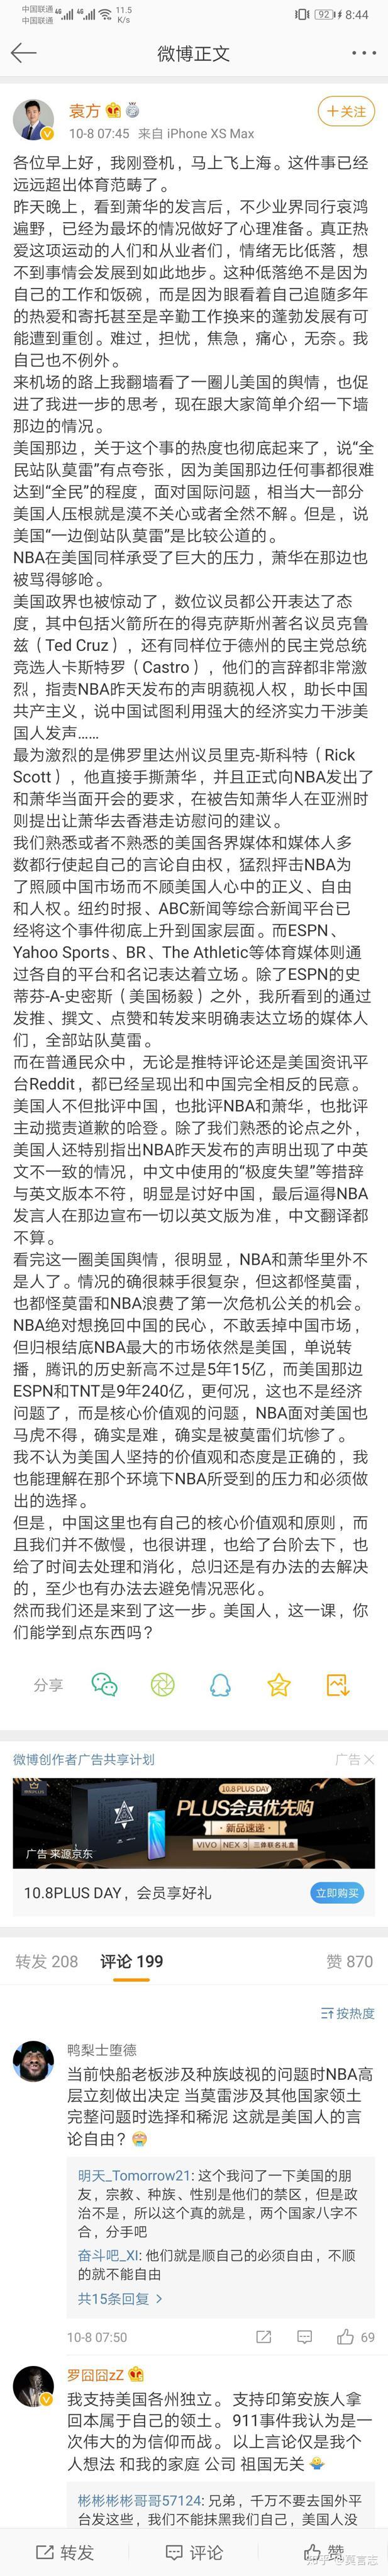 中国联通 中国联通 11.5 K/s 92 8:44
微博正文
袁方
10-8 07:45 来自 iPhone XS Max
+关注
各位早上好，我刚登机，马上飞上海。这件事已经
远远超出体育范畴了。
昨天晚上，看到萧华的发言后，不少业界同行哀鸿
遍野，已经为最坏的情况做好了心理准备。真正热
爱这项运动的人们和从业者们，情绪无比低落，想
不到事情会发展到如此地步。这种低落绝不是因为
自己的工作和饭碗，而是因为眼看着自己追随多年
的热爱和寄托甚至是辛勤工作换来的蓬勃发展有可
能遭到重创。难过，担忧，焦急，痛心，无奈。我
自己也不例外。
来机场的路上我翻墙看了一圈儿美国的舆情，也促
进了我进一步的思考，现在跟大家简单介绍一下墙
那边的情况。
美国那边，关于这个事的热度也彻底起来了，说“全
民站队莫雷”有点夸张，因为美国那边任何事都很难
达到“全民”的程度，面对国际问题，相当大一部分
美国人压根就是漠不关心或者全然不解。但是，说
美国“一边倒站队莫雷”是比较公道的。
NBA在美国同样承受了巨大的压力，萧华在那边也
被骂得够呛。
美国政界也被惊动了，数位议员都公开表达了态
度，其中包括火箭所在的得克萨斯州著名议员克鲁
兹（Ted Cruz），还有同样位于德州的民主党总统
竞选人卡斯特罗（Castro），他们的言辞都非常激
烈，指责NBA昨天发布的声明藐视人权，助长中国
共产主义，说中国试图利用强大的经济实力干涉美
国人发声……
最为激烈的是佛罗里达州议员里克-斯科特（Rick
Scott），他直接手撕萧华，并且正式向NBA发出了
和萧华当面开会的要求，在被告知萧华人在亚洲时
则提出让萧华去香港走访慰问的建议。
我们熟悉或者不熟悉的美国各界媒体和媒体人多
数都行使起自己的言论自由权，猛烈抨击NBA为
了照顾中国市场而不顾美国人心中的正义、自由
和人权。纽约时报、ABC新闻等综合新闻平台已
经将这个事件彻底上升到国家层面。而ESPN、
Yahoo Sports、BR、The Athletic等体育媒体则通
过各自的平台和名记表达着立场。除了ESPN的史
蒂芬-A-史密斯（美国杨毅）之外，我所看到的通过
发推、撰文、点赞和转发来明确表达立场的媒体人
们，全部站队莫雷。
而在普通民众中，无论是推特评论还是美国资讯平
台Reddit，都已经呈现出和中国完全相反的民意。
美国人不但批评中国，也批评NBA和萧华，也批评
主动揽责道歉的哈登。除了我们熟悉的论点之外，
美国人还特别指出NBA昨天发布的声明出现了中英
文不一致的情况，中文中使用的“极度失望”等措辞
与英文版本不符，明显是讨好中国，最后逼得NBA
发言人在那边宣布一切以英文版为准，中文翻译都
不算。
看完这一圈美国舆情，很明显，NBA和萧华里外不
是人了。情况的确很棘手很复杂，但这都怪莫雷，
也都怪莫雷和NBA浪费了第一次危机公关的机会。
NBA绝对想挽回中国的民心，不敢丢掉中国市场，
但归根结底NBA最大的市场依然是美国，单说转
播，腾讯的历史新高不过是5年15亿，而美国那边
ESPN和TNT是9年240亿，更何况，这也不是经济
问题了，而是核心价值观的问题，NBA面对美国也
马虎不得，确实是难，确实是被莫雷们坑惨了。
我不认为美国人坚持的价值观和态度是正确的，我
也能理解在那个环境下NBA所受到的压力和必须做
出的选择。
但是，中国这里也有自己的核心价值观和原则，而
且我们并不傲慢，也很讲理，也给了台阶去下，也
给了时间去处理和消化，总归还是有办法的去解决
的，至少也有办法去避免情况恶化。
然而我们还是来到了这一步。美国人，这一课，你
们能学到点东西吗？
分享
微博创作者广告共享计划 广告
10.8 PLUS DAY
PLUS会员优先购
新品速递
VIVO NEX 3 三体联名礼盒
广告 来源京东
10.8PLUS DAY，会员享好礼 立即购买
转发 208 评论 199 赞 870
按热度
鸭梨士堕德
当前快船老板涉及种族歧视的问题时NBA高
层立刻做出决定 当莫雷涉及其他国家领土
完整问题时选择和稀泥 这就是美国人的言
论自由？
明天_Tomorrow21: 这个我问了一下美国的朋
友，宗教、种族、性别是他们的禁区，但是政
治不是，所以这个真的就是，两个国家八字不
合，分手吧
奋斗吧_XI: 他们就是顺自己的必须自由，不顺
的就不能自由
共15条回复
10-8 07:50 69
罗囧囧zZ
我支持美国各州独立。支持印第安族人拿
回本属于自己的领土。911事件我认为是一
次伟大的为信仰而战。以上言论仅是我个
人想法 和我的家庭 公司 祖国无关
彬彬彬彬哥哥57124: 兄弟，千万不要去国外平
台发这些，我们不能抹黑我们自己，美国人没
转发 评论 赞
知乎 @真言志